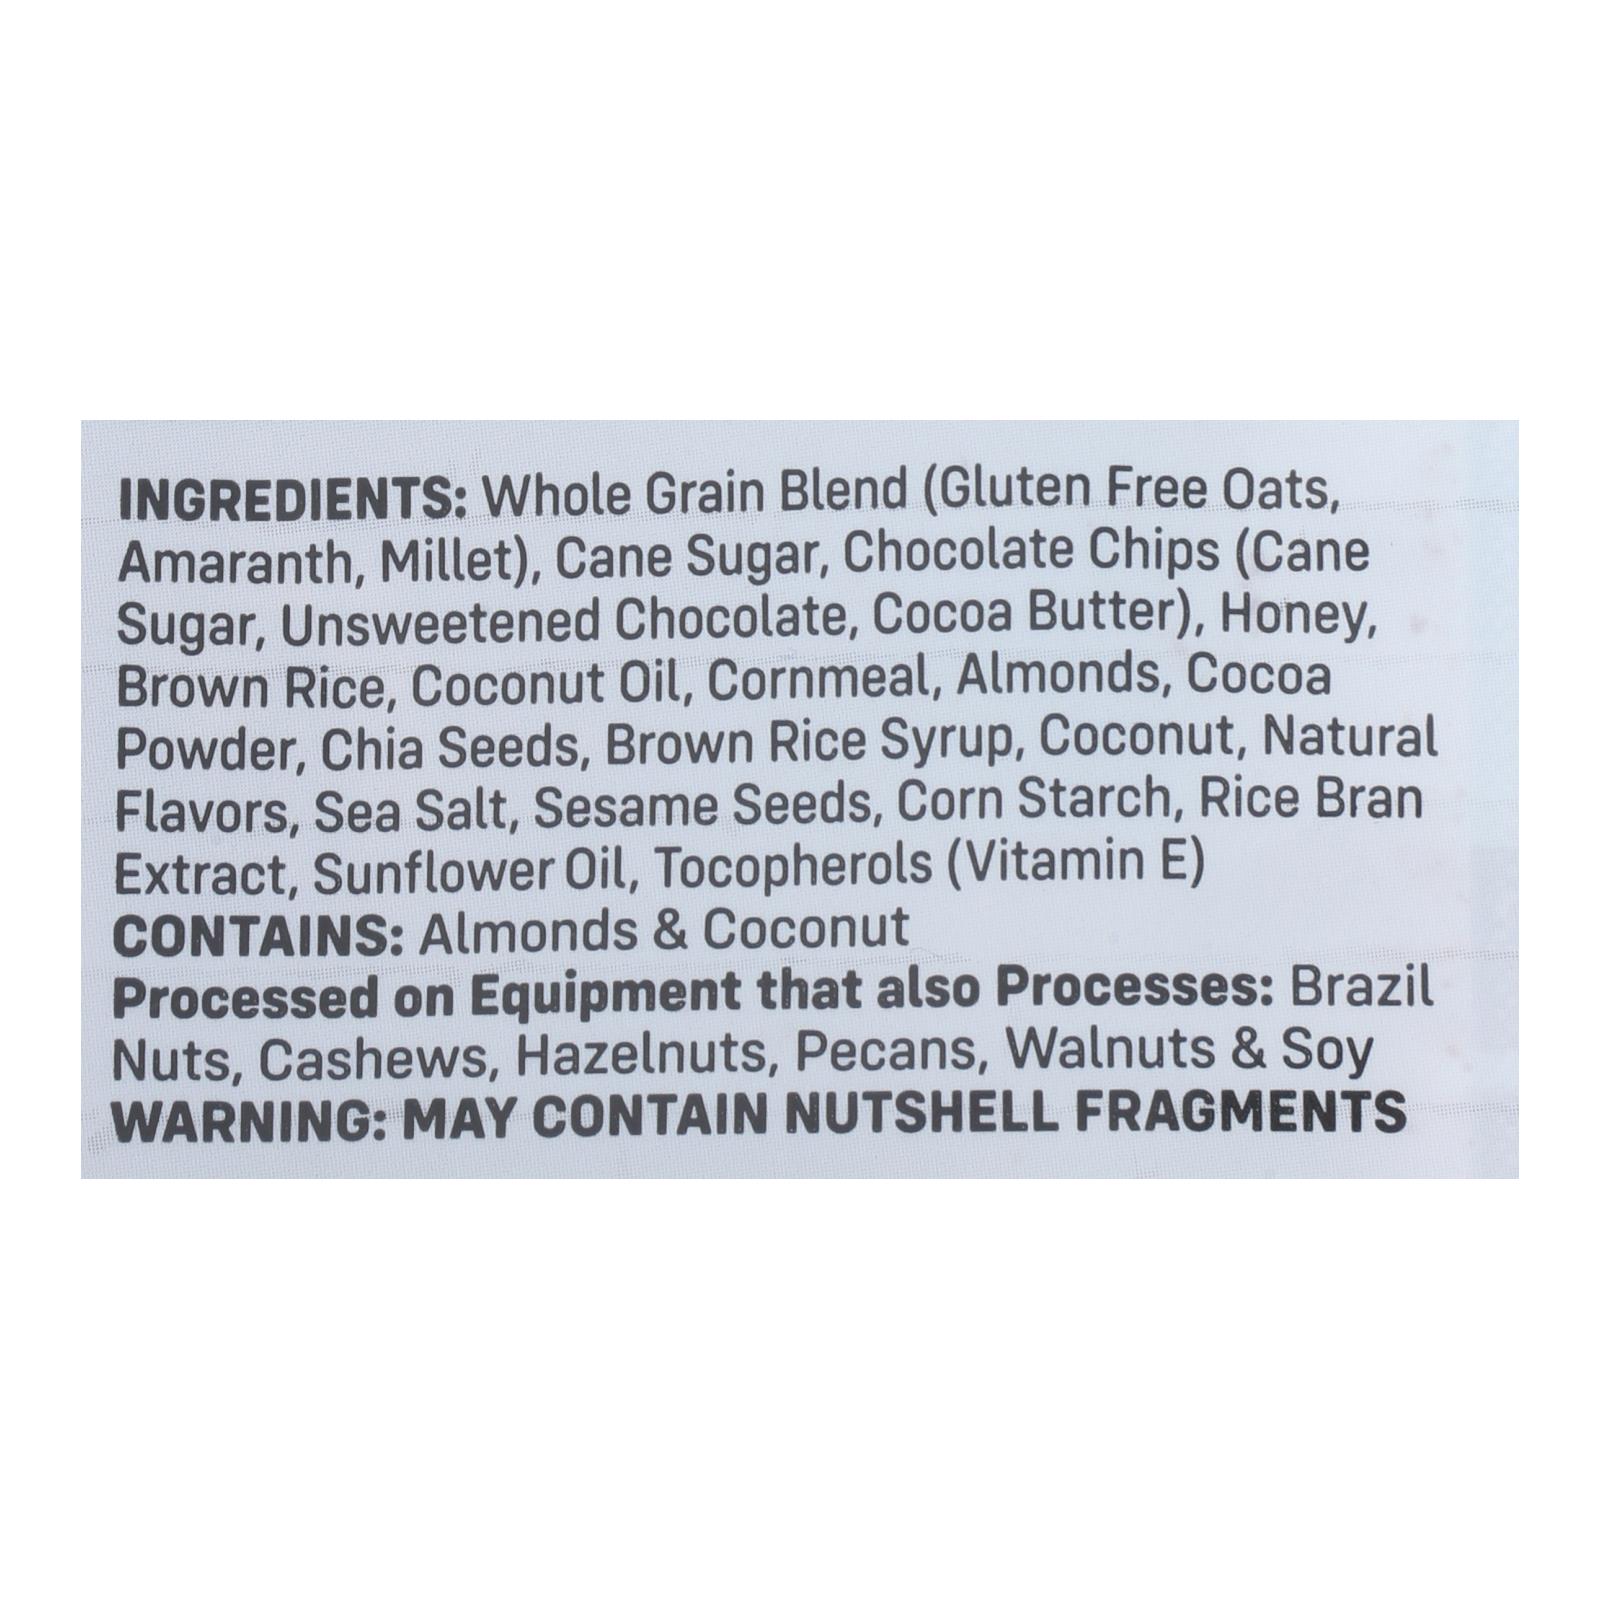 INGREDIENTS: Whole Grain Blend (Gluten Free Oats,
Amaranth, Millet), Cane Sugar, Chocolate Chips (Cane
Sugar, Unsweetened Chocolate, Cocoa Butter), Honey,
Brown Rice, Coconut Oil, Cornmeal, Almonds, Cocoa
Powder, Chia Seeds, Brown Rice Syrup, Coconut, Natural
Flavors, Sea Salt, Sesame Seeds, Corn Starch, Rice Bran
Extract, Sunflower Oil, Tocopherols (Vitamin E)
CONTAINS: Almonds & Coconut
Processed on Equipment that also Processes: Brazil
Nuts, Cashews, Hazelnuts, Pecans, Walnuts & Soy
WARNING: MAY CONTAIN NUTSHELL FRAGMENTS